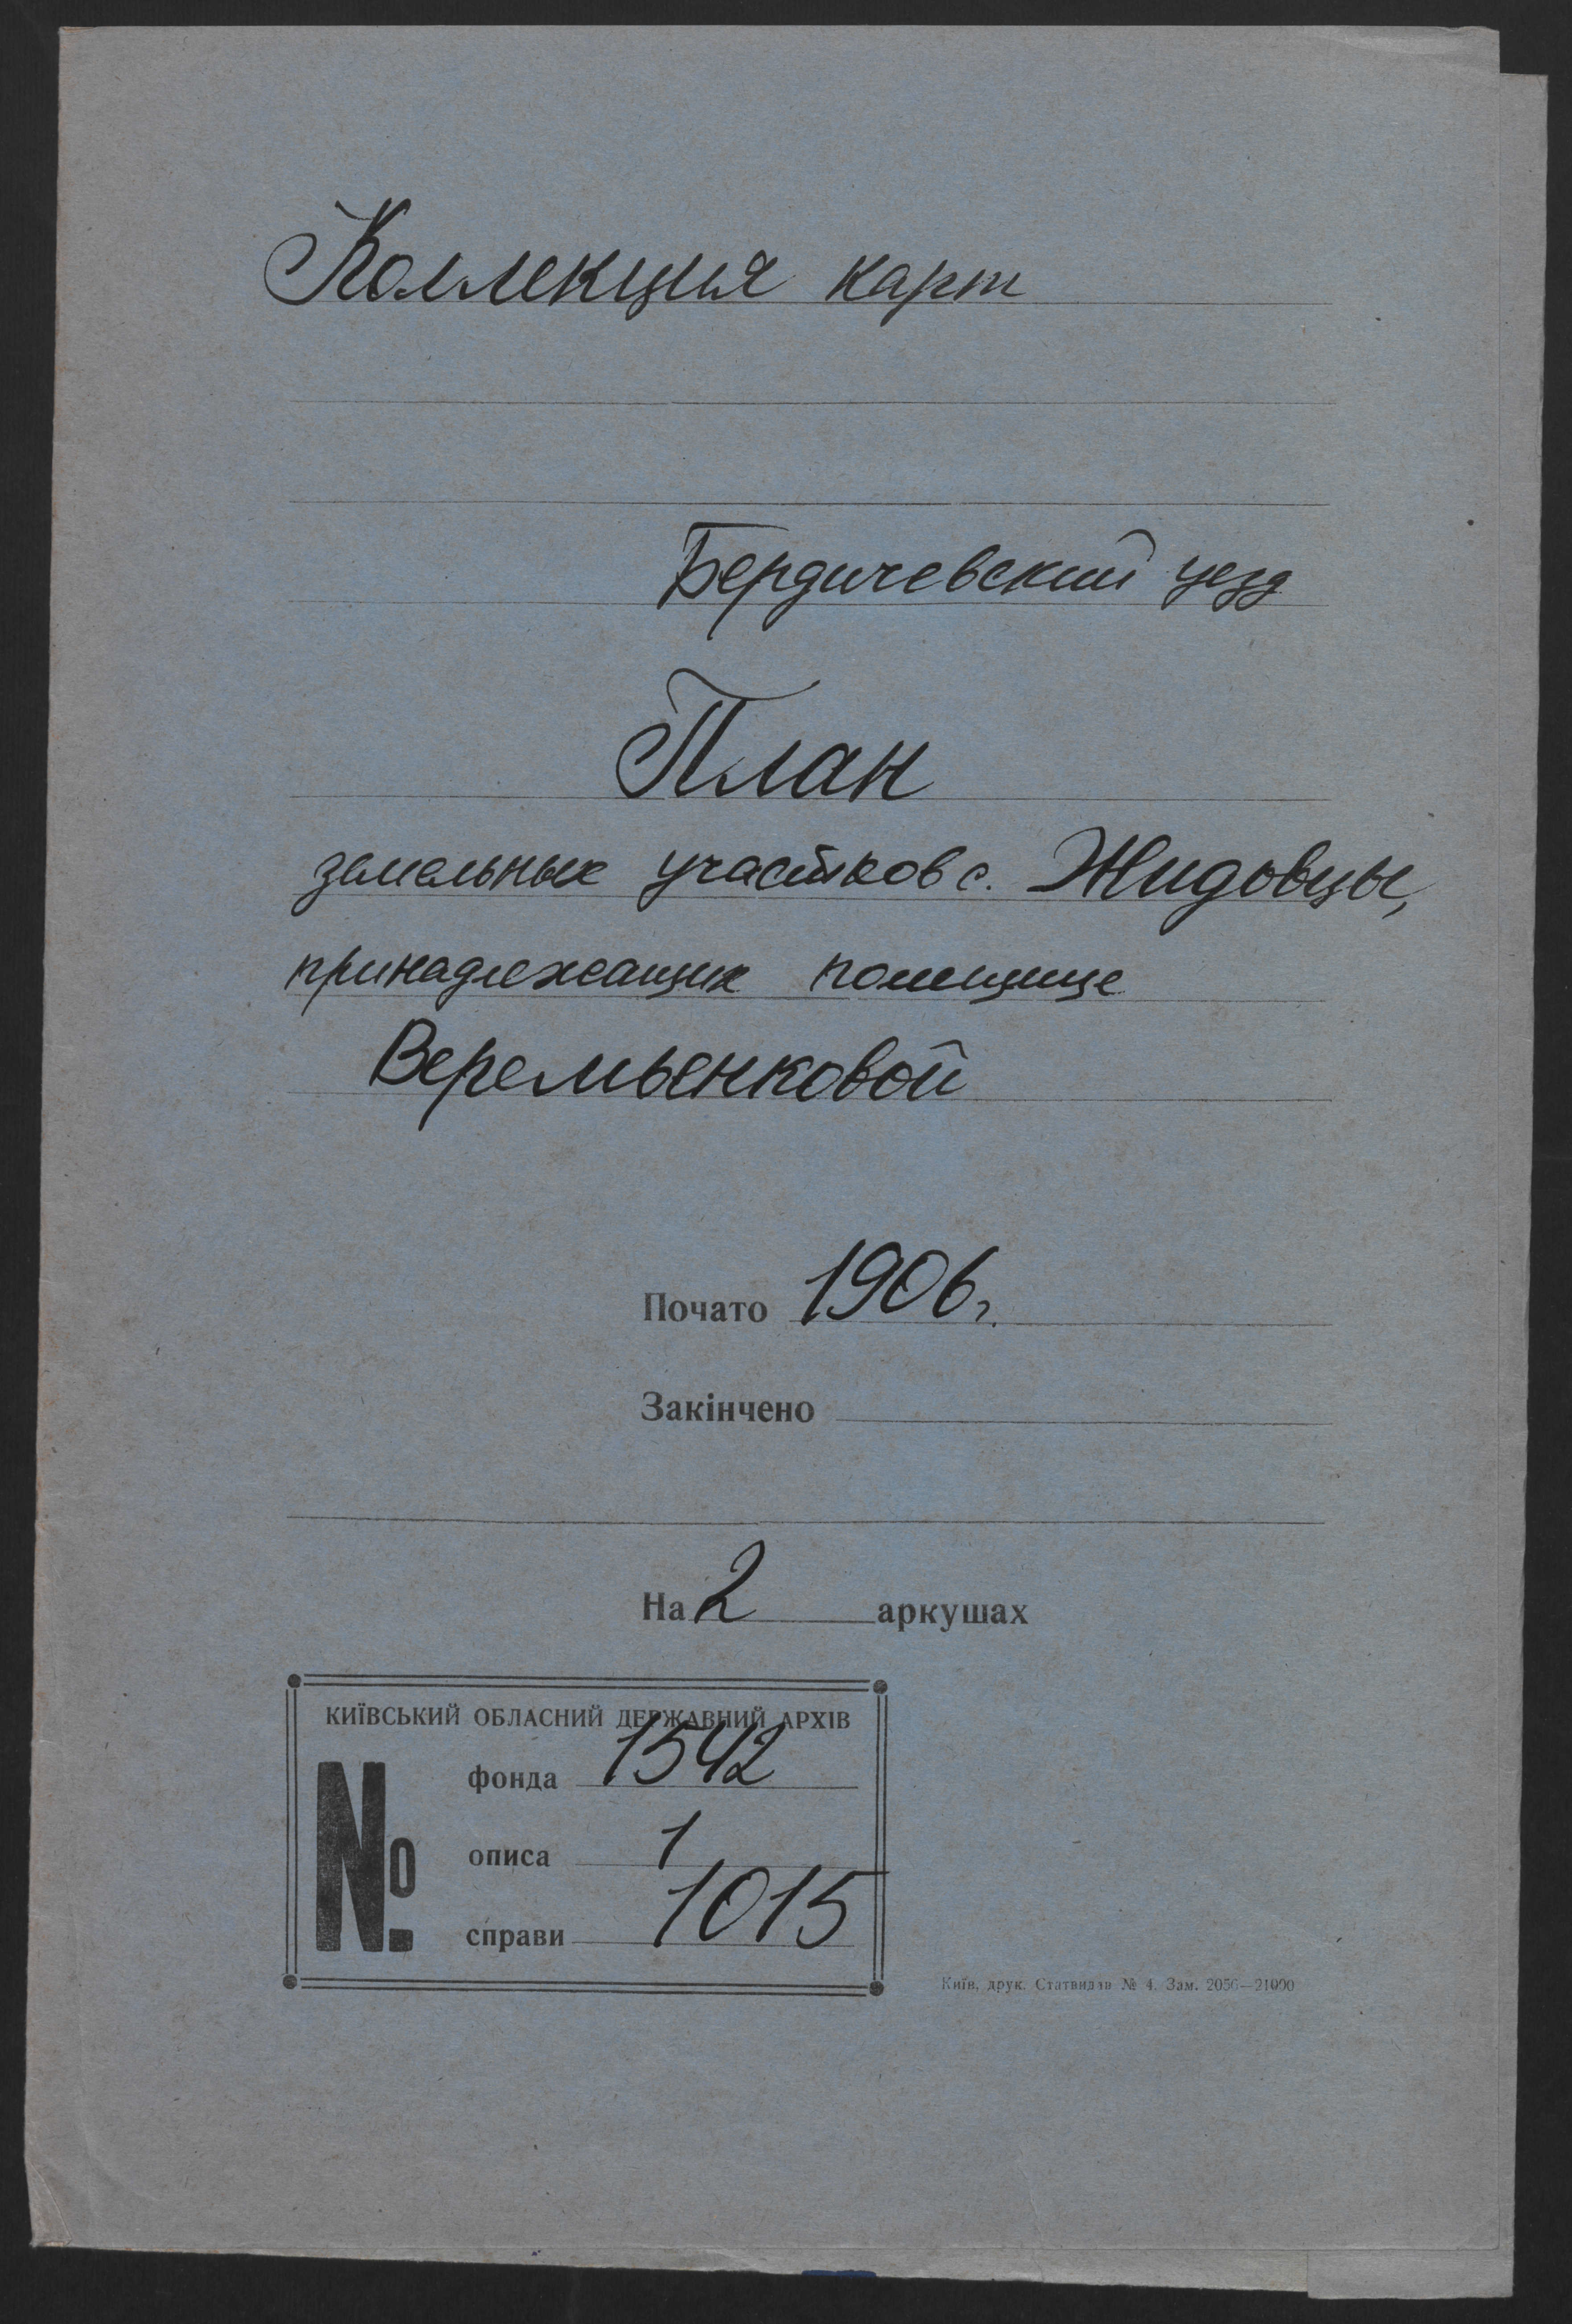 Коллекция карт
Бердичевский уезд
План
земельных участков с. Жидовцы,
принадлежащих помещице
Веремьенковой
Почато 1906 г.
Закінчено
На 2 аркушах
КИЇВСЬКИЙ ОБЛАСНИЙ ДЕРЖАВНИЙ АРХІВ
№
фонда 1542
описа 1
справи 1015
Київ, друк. Статвидав № 4. Зам. 2056—21000